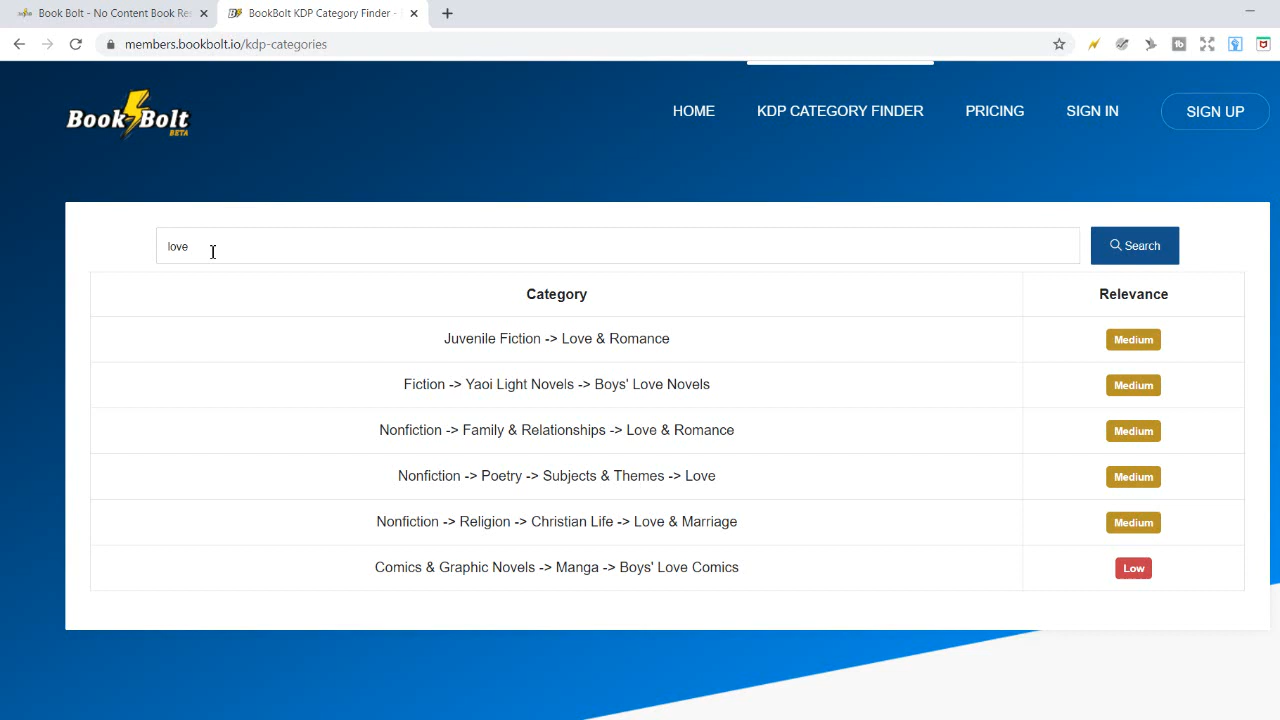 Book Bolt - No Content Book Res
BookBolt KDP Category Finder -
members.bookbolt.io/kdp-categories
Book Bolt
BETA
HOME
KDP CATEGORY FINDER
PRICING
SIGN IN
SIGN UP
love
Search
Category
Relevance
Juvenile Fiction -> Love & Romance
Medium
Fiction -> Yaoi Light Novels -> Boys' Love Novels
Medium
Nonfiction -> Family & Relationships -> Love & Romance
Medium
Nonfiction -> Poetry -> Subjects & Themes -> Love
Medium
Nonfiction -> Religion -> Christian Life -> Love & Marriage
Medium
Comics & Graphic Novels -> Manga -> Boys' Love Comics
Low